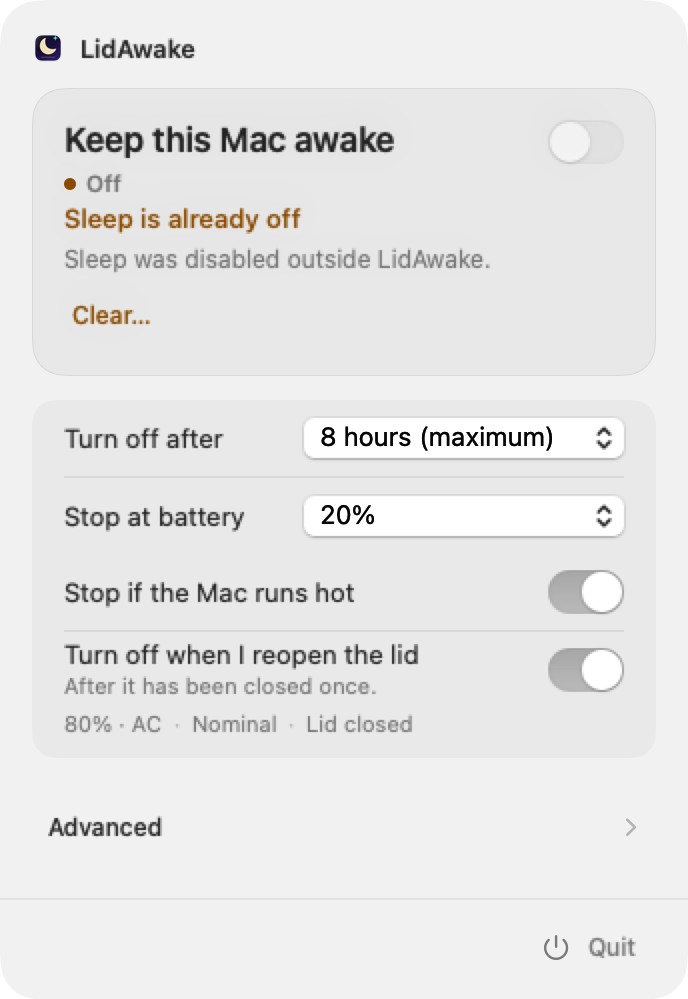 LidAwake
Keep this Mac awake
Off
Sleep is already off
Sleep was disabled outside LidAwake.
Clear...
Turn off after 8 hours (maximum)
Stop at battery 20%
Stop if the Mac runs hot
Turn off when I reopen the lid
After it has been closed once.
80% · AC · Nominal · Lid closed
Advanced
Quit